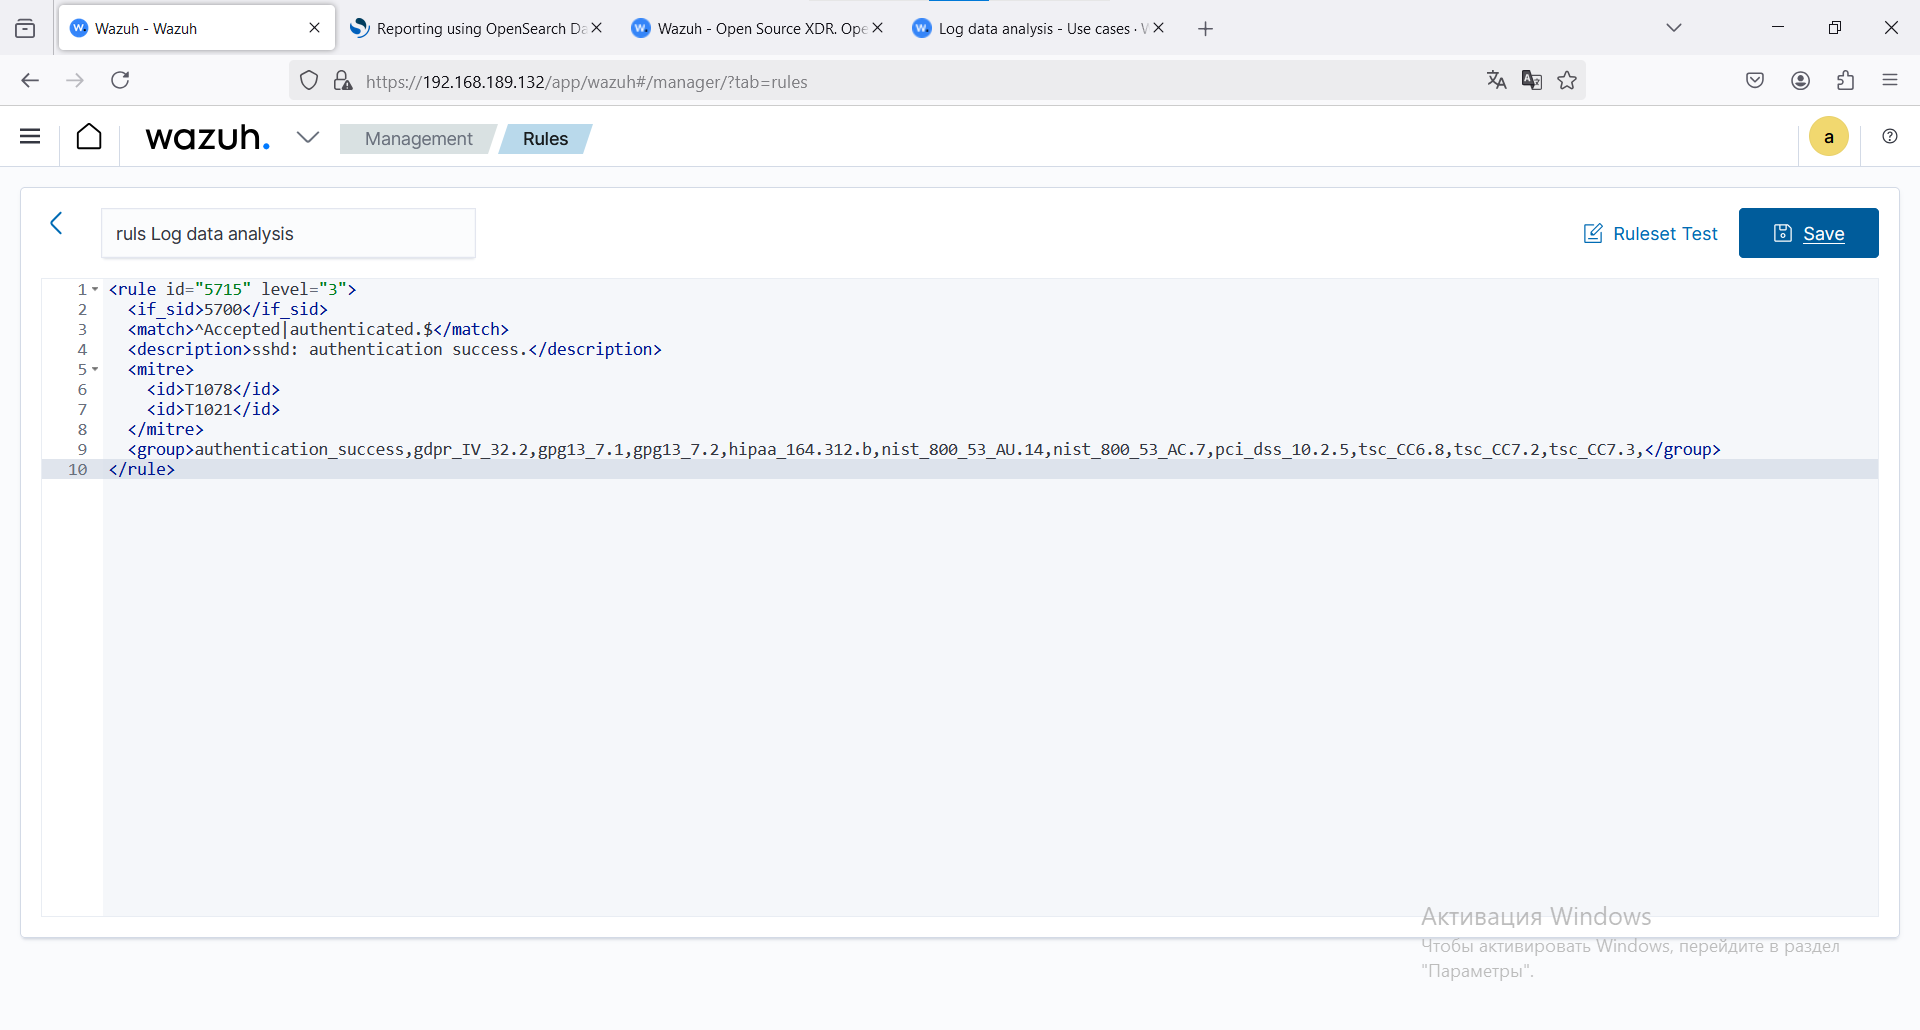 Wazuh - Wazuh
Reporting using OpenSearch Da
Wazuh - Open Source XDR. Ope
Log data analysis - Use cases · W
https://192.168.189.132/app/wazuh#/manager/?tab=rules
wazuh.
Management
Rules
a
ruls Log data analysis
Ruleset Test
Save
1 <rule id="5715" level="3">
2 <if_sid>5700</if_sid>
3 <match>^Accepted|authenticated.$</match>
4 <description>sshd: authentication success.</description>
5 <mitre>
6 <id>T1078</id>
7 <id>T1021</id>
8 </mitre>
9 <group>authentication_success,gdpr_IV_32.2,gpg13_7.1,gpg13_7.2,hipaa_164.312.b,nist_800_53_AU.14,nist_800_53_AC.7,pci_dss_10.2.5,tsc_CC6.8,tsc_CC7.2,tsc_CC7.3,</group>
10 </rule>
Активация Windows
Чтобы активировать Windows, перейдите в раздел
"Параметры".